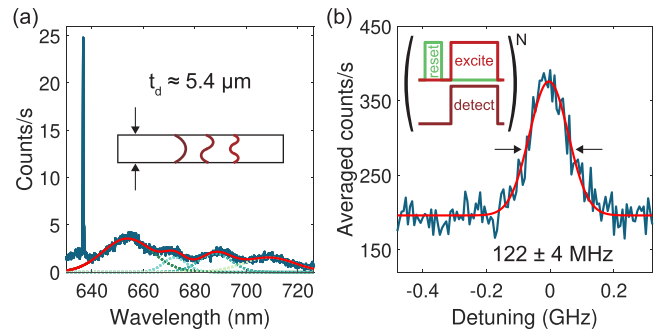 (a)
25
20
15
10
5
0
Counts/s
t_d ≈ 5.4 μm
640
660
680
700
720
Wavelength (nm)
(b)
450
350
250
150
Averaged counts/s
reset
excite
detect
N
122 ± 4 MHz
-0.4
-0.2
0
0.2
Detuning (GHz)